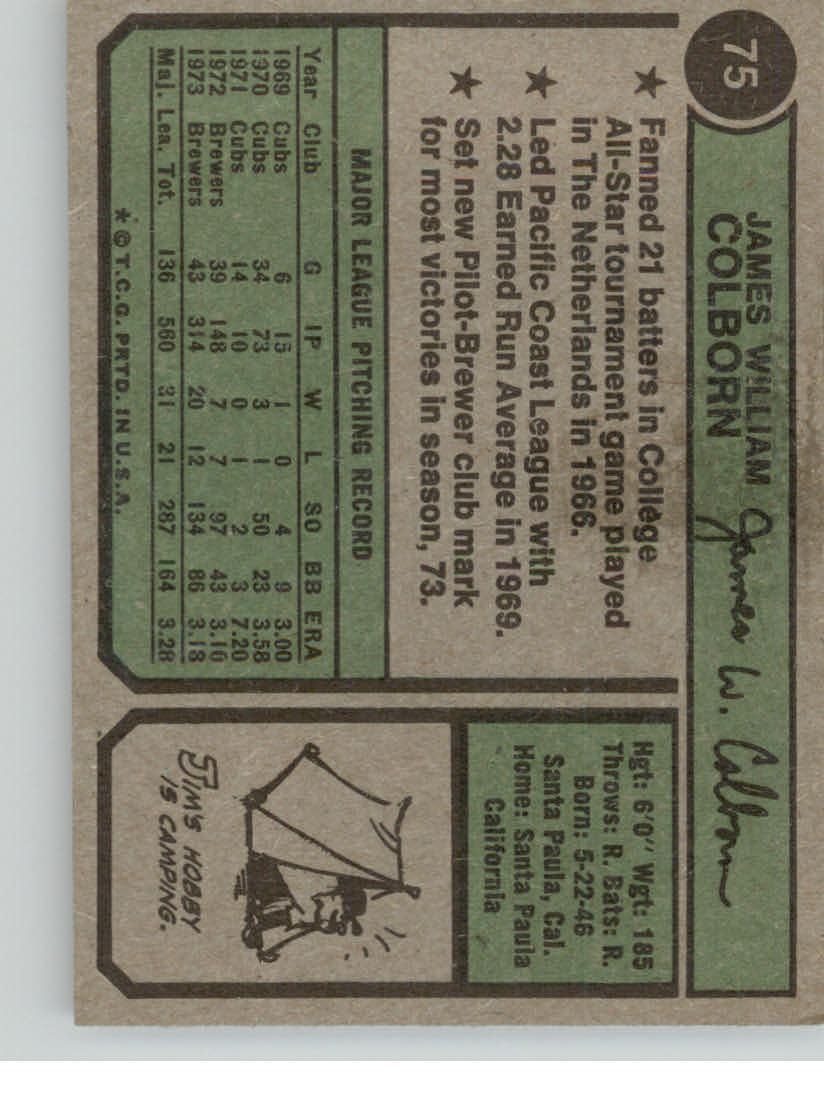 75
JAMES WILLIAM
COLBORN
James W. Colborn
★ Fanned 21 batters in College
All-Star tournament game played
in The Netherlands in 1966.
★ Led Pacific Coast League with
2.28 Earned Run Average in 1969.
★ Set new Pilot-Brewer club mark
for most victories in season, 73.
MAJOR LEAGUE PITCHING RECORD
Year Club G IP W L SO BB ERA
1969 Cubs 6 15 1 0 4 9 3.00
1970 Cubs 34 73 3 1 50 23 3.58
1971 Cubs 14 10 0 1 2 3 7.20
1972 Brewers 39 148 7 7 97 43 3.10
1973 Brewers 43 314 20 12 134 86 3.18
Maj. Lea. Tot. 136 560 31 21 287 164 3.28
* © T.C.G. PRTD. IN U.S.A.
Hgt: 6'0" Wgt: 185
Throws: R. Bats: R.
Born: 5-22-46
Santa Paula, Cal.
Home: Santa Paula
California
JIM'S HOBBY
IS CAMPING.